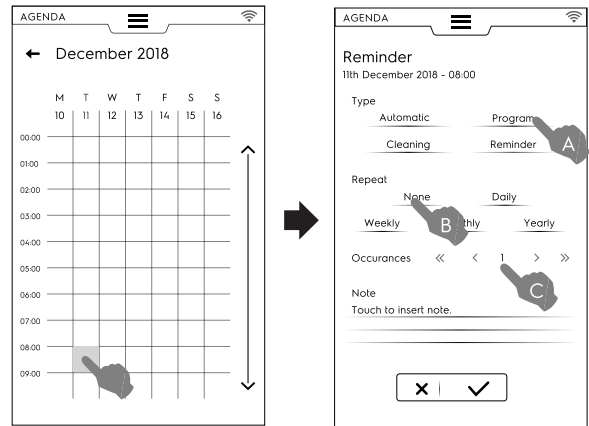 AGENDA
December 2018
M T W T F S S
10 11 12 13 14 15 16
00:00
01:00
02:00
03:00
04:00
05:00
06:00
07:00
08:00
09:00
AGENDA
Reminder
11th December 2018 - 08:00
Type
Automatic Program
Cleaning Reminder
A
Repeat
None Daily
Weekly thly Yearly
B
Occurances « < 1 > »
C
Note
Touch to insert note.